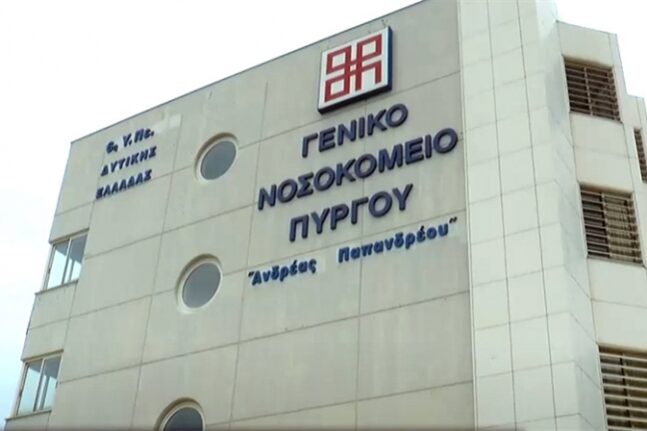 6η Υ.Πε.
ΔΥΤΙΚΗΣ
ΕΛΛΑΔΑΣ
ΓΕΝΙΚΟ
ΝΟΣΟΚΟΜΕΙΟ
ΠΥΡΓΟΥ
"Ανδρέας Παπανδρέου"